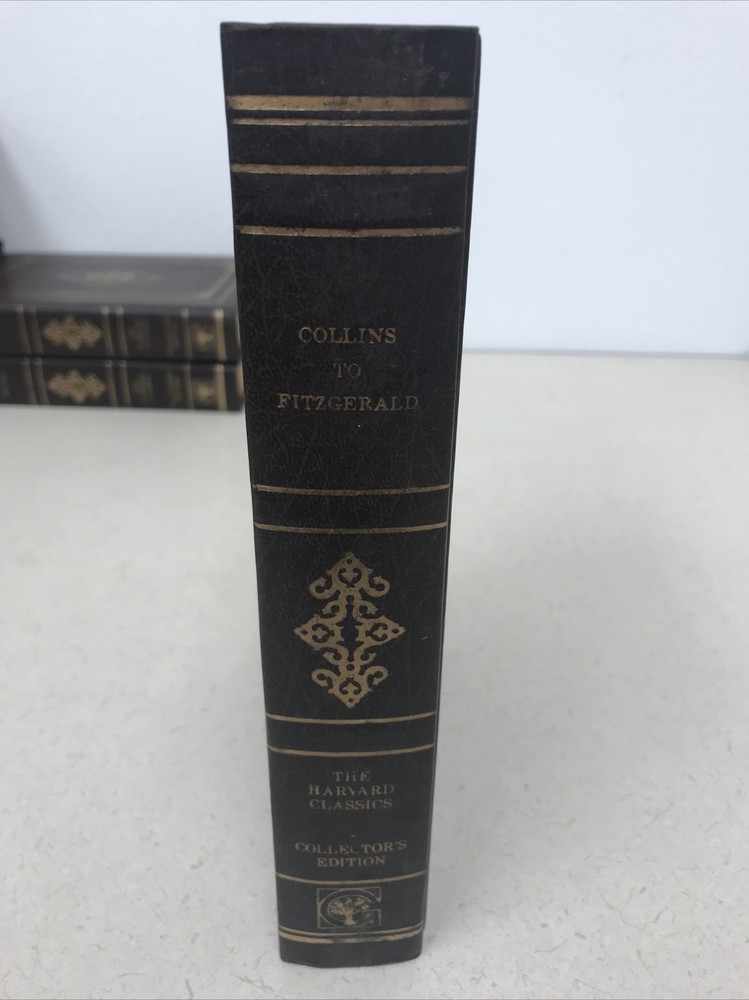 COLLINS
TO
FITZGERALD
THE
HARVARD
CLASSICS
COLLECTOR'S
EDITION
G